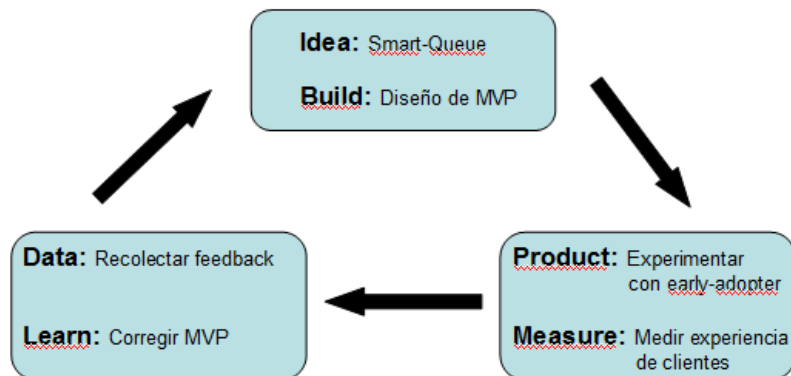 Idea: Smart-Queue
Build: Diseño de MVP
Data: Recolectar feedback
Learn: Corregir MVP
Product: Experimentar
con early-adopter
Measure: Medir experiencia
de clientes